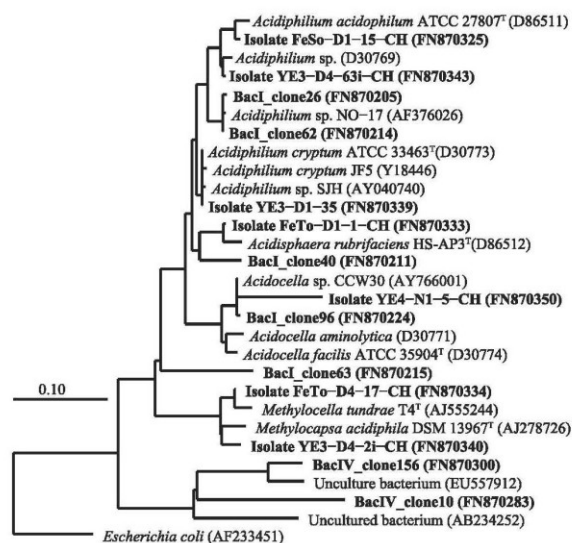 Acidiphilium acidophilum ATCC 27807ᵀ (D86511)
Isolate FeSo−D1−15−CH (FN870325)
Acidiphilium sp. (D30769)
Isolate YE3−D4−63i−CH (FN870343)
BacI_clone26 (FN870205)
Acidiphilium sp. NO−17 (AF376026)
BacI_clone62 (FN870214)
Acidiphilium cryptum ATCC 33463ᵀ(D30773)
Acidiphilium cryptum JF5 (Y18446)
Acidiphilium sp. SJH (AY040740)
Isolate YE3−D1−35 (FN870339)
Isolate FeTo−D1−1−CH (FN870333)
Acidisphaera rubrifaciens HS−AP3ᵀ(D86512)
BacI_clone40 (FN870211)
Acidocella sp. CCW30 (AY766001)
Isolate YE4−N1−5−CH (FN870350)
BacI_clone96 (FN870224)
Acidocella aminolytica (D30771)
Acidocella facilis ATCC 35904ᵀ (D30774)
BacI_clone63 (FN870215)
0.10
Isolate FeTo−D4−17−CH (FN870334)
Methylocella tundrae T4ᵀ (AJ555244)
Methylocapsa acidiphila DSM 13967ᵀ (AJ278726)
Isolate YE3−D4−2i−CH (FN870340)
BacIV_clone156 (FN870300)
Unculture bacterium (EU557912)
BacIV_clone10 (FN870283)
Uncultured bacterium (AB234252)
Escherichia coli (AF233451)